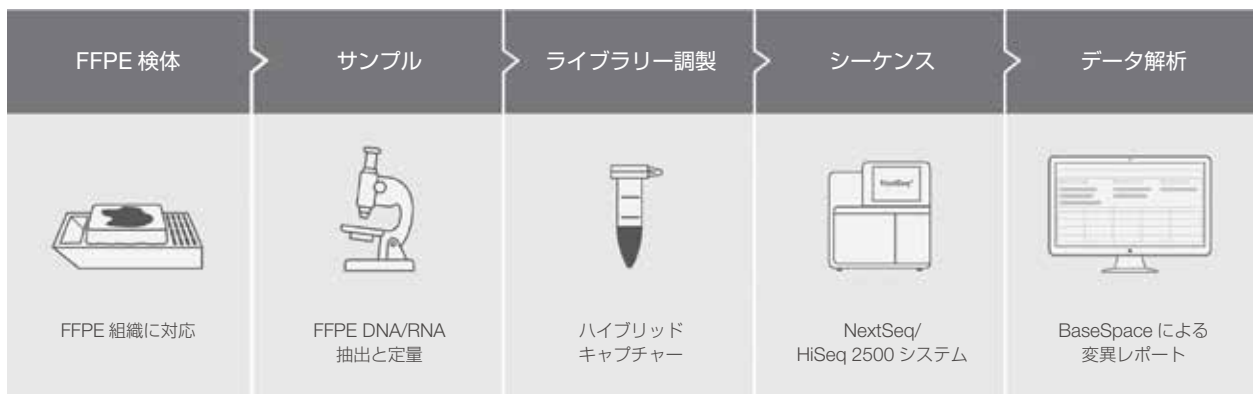 FFPE 検体
サンプル
ライブラリー調製
シーケンス
データ解析
NextSeq
FFPE 組織に対応
FFPE DNA/RNA
抽出と定量
ハイブリッド
キャプチャー
NextSeq/
HiSeq 2500 システム
BaseSpace による
変異レポート